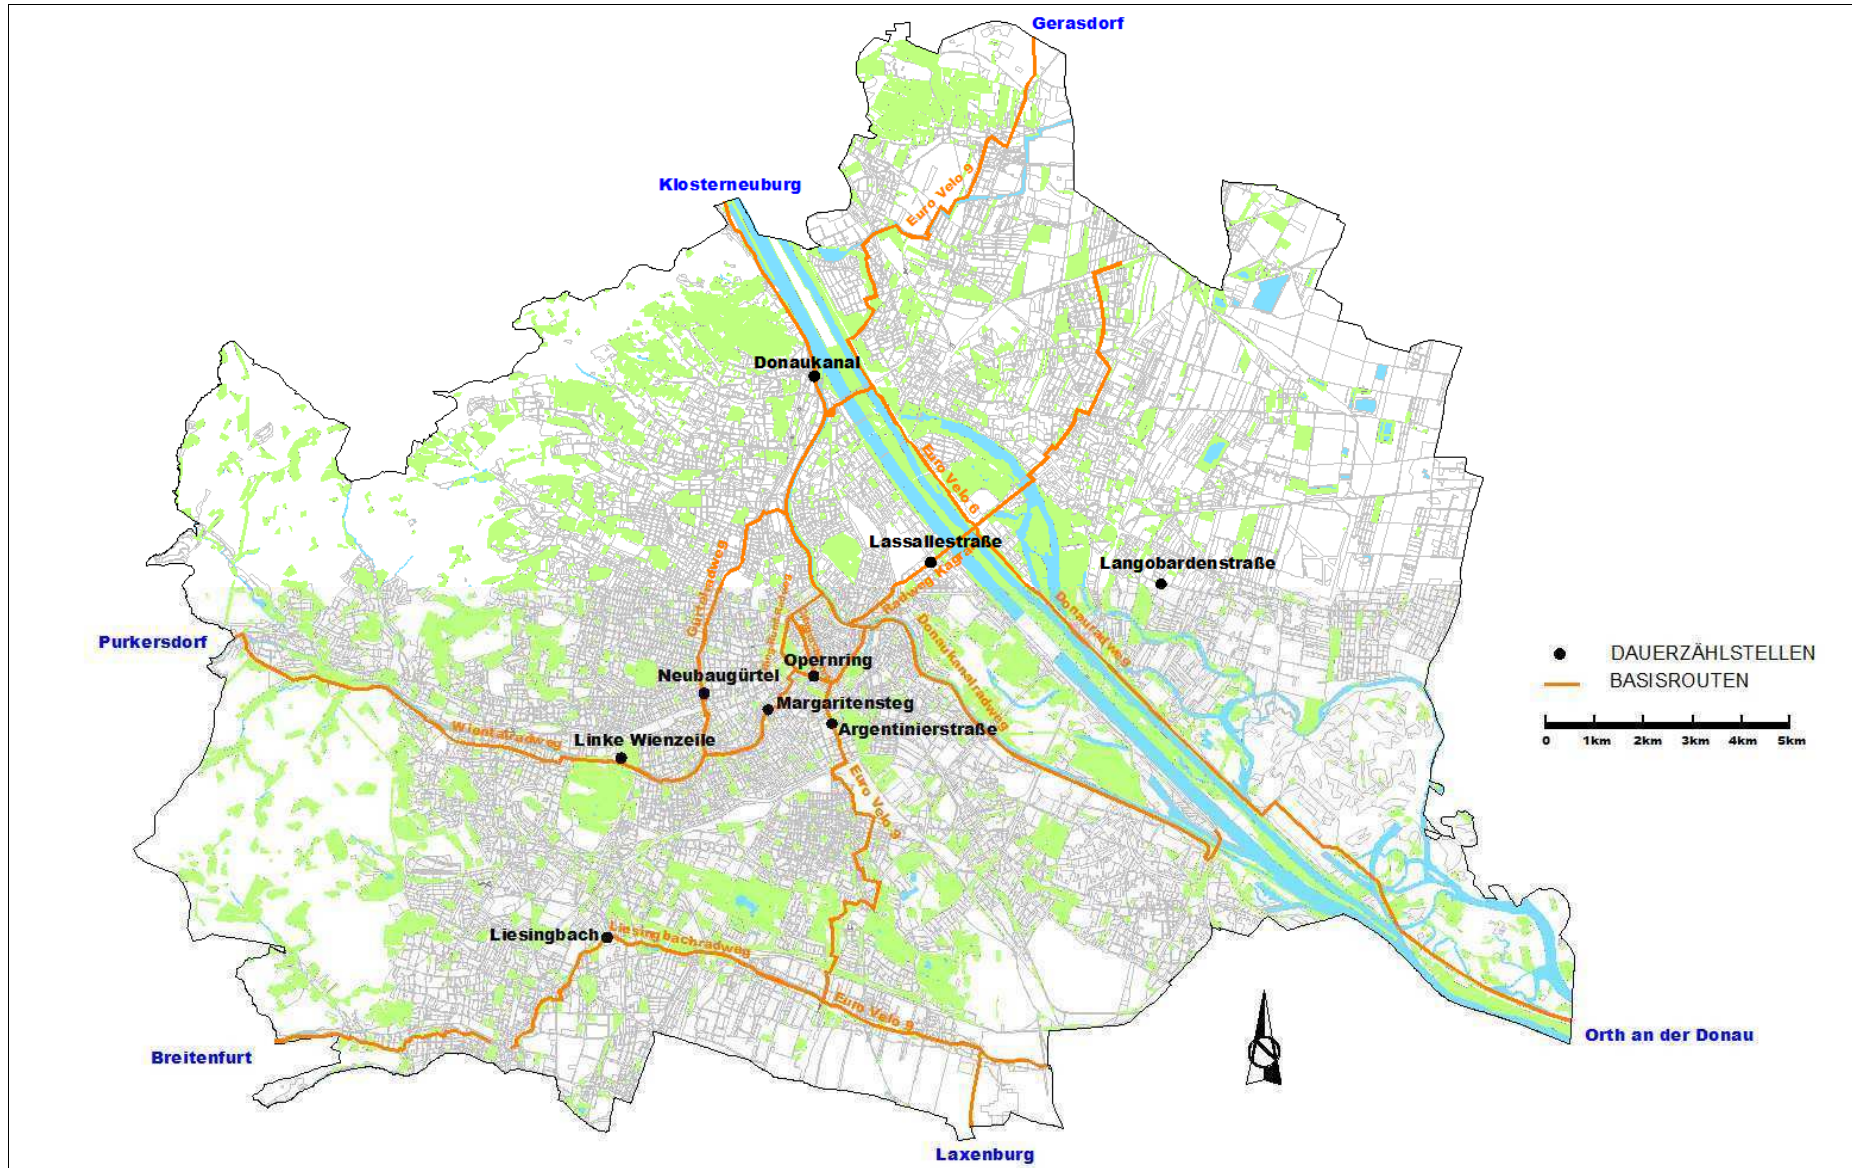 Gerasdorf
Klosterneuburg
Euro Velo 9
Donaukanal
Euro Velo 6
Lassallestraße
Langobardenstraße
Gürtelradweg
Radweg Kagran
Donauradweg
Donaukanalradweg
Purkersdorf
Opernring
Neubaugürtel
Margaritensteg
Argentinierstraße
Wientalradweg
Linke Wienzeile
Euro Velo 9
DAUERZÄHLSTELLEN
BASISROUTEN
0 1km 2km 3km 4km 5km
Liesingbach
Liesingbachradweg
Euro Velo 9
Breitenfurt
Orth an der Donau
Laxenburg